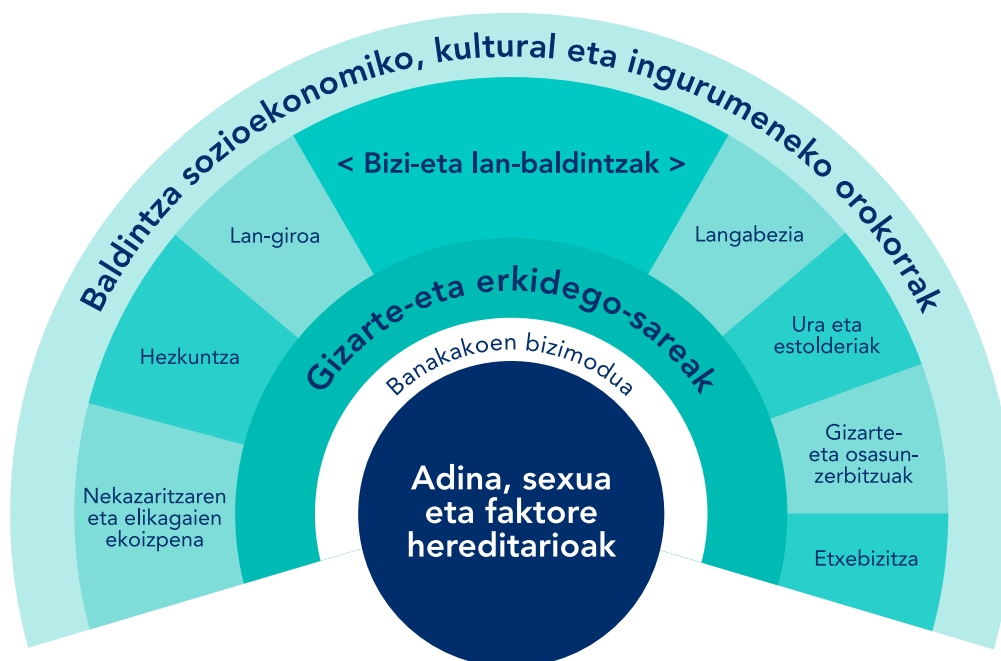 Baldintza sozioekonomiko, kultural eta ingurumeneko orokorrak
< Bizi-eta lan-baldintzak >
Lan-giroa
Langabezia
Hezkuntza
Ura eta
estolderiak
Nekazaritzaren
eta elikagaien
ekoizpena
Gizarte-
eta osasun-
zerbitzuak
Etxebizitza
Gizarte-eta erkidego-sareak
Banakakoen bizimodua
Adina, sexua
eta faktore
hereditarioak